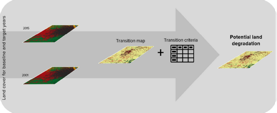 Land cover for baseline and target years
Transition map
+
Transition criteria
Potential land
degradation